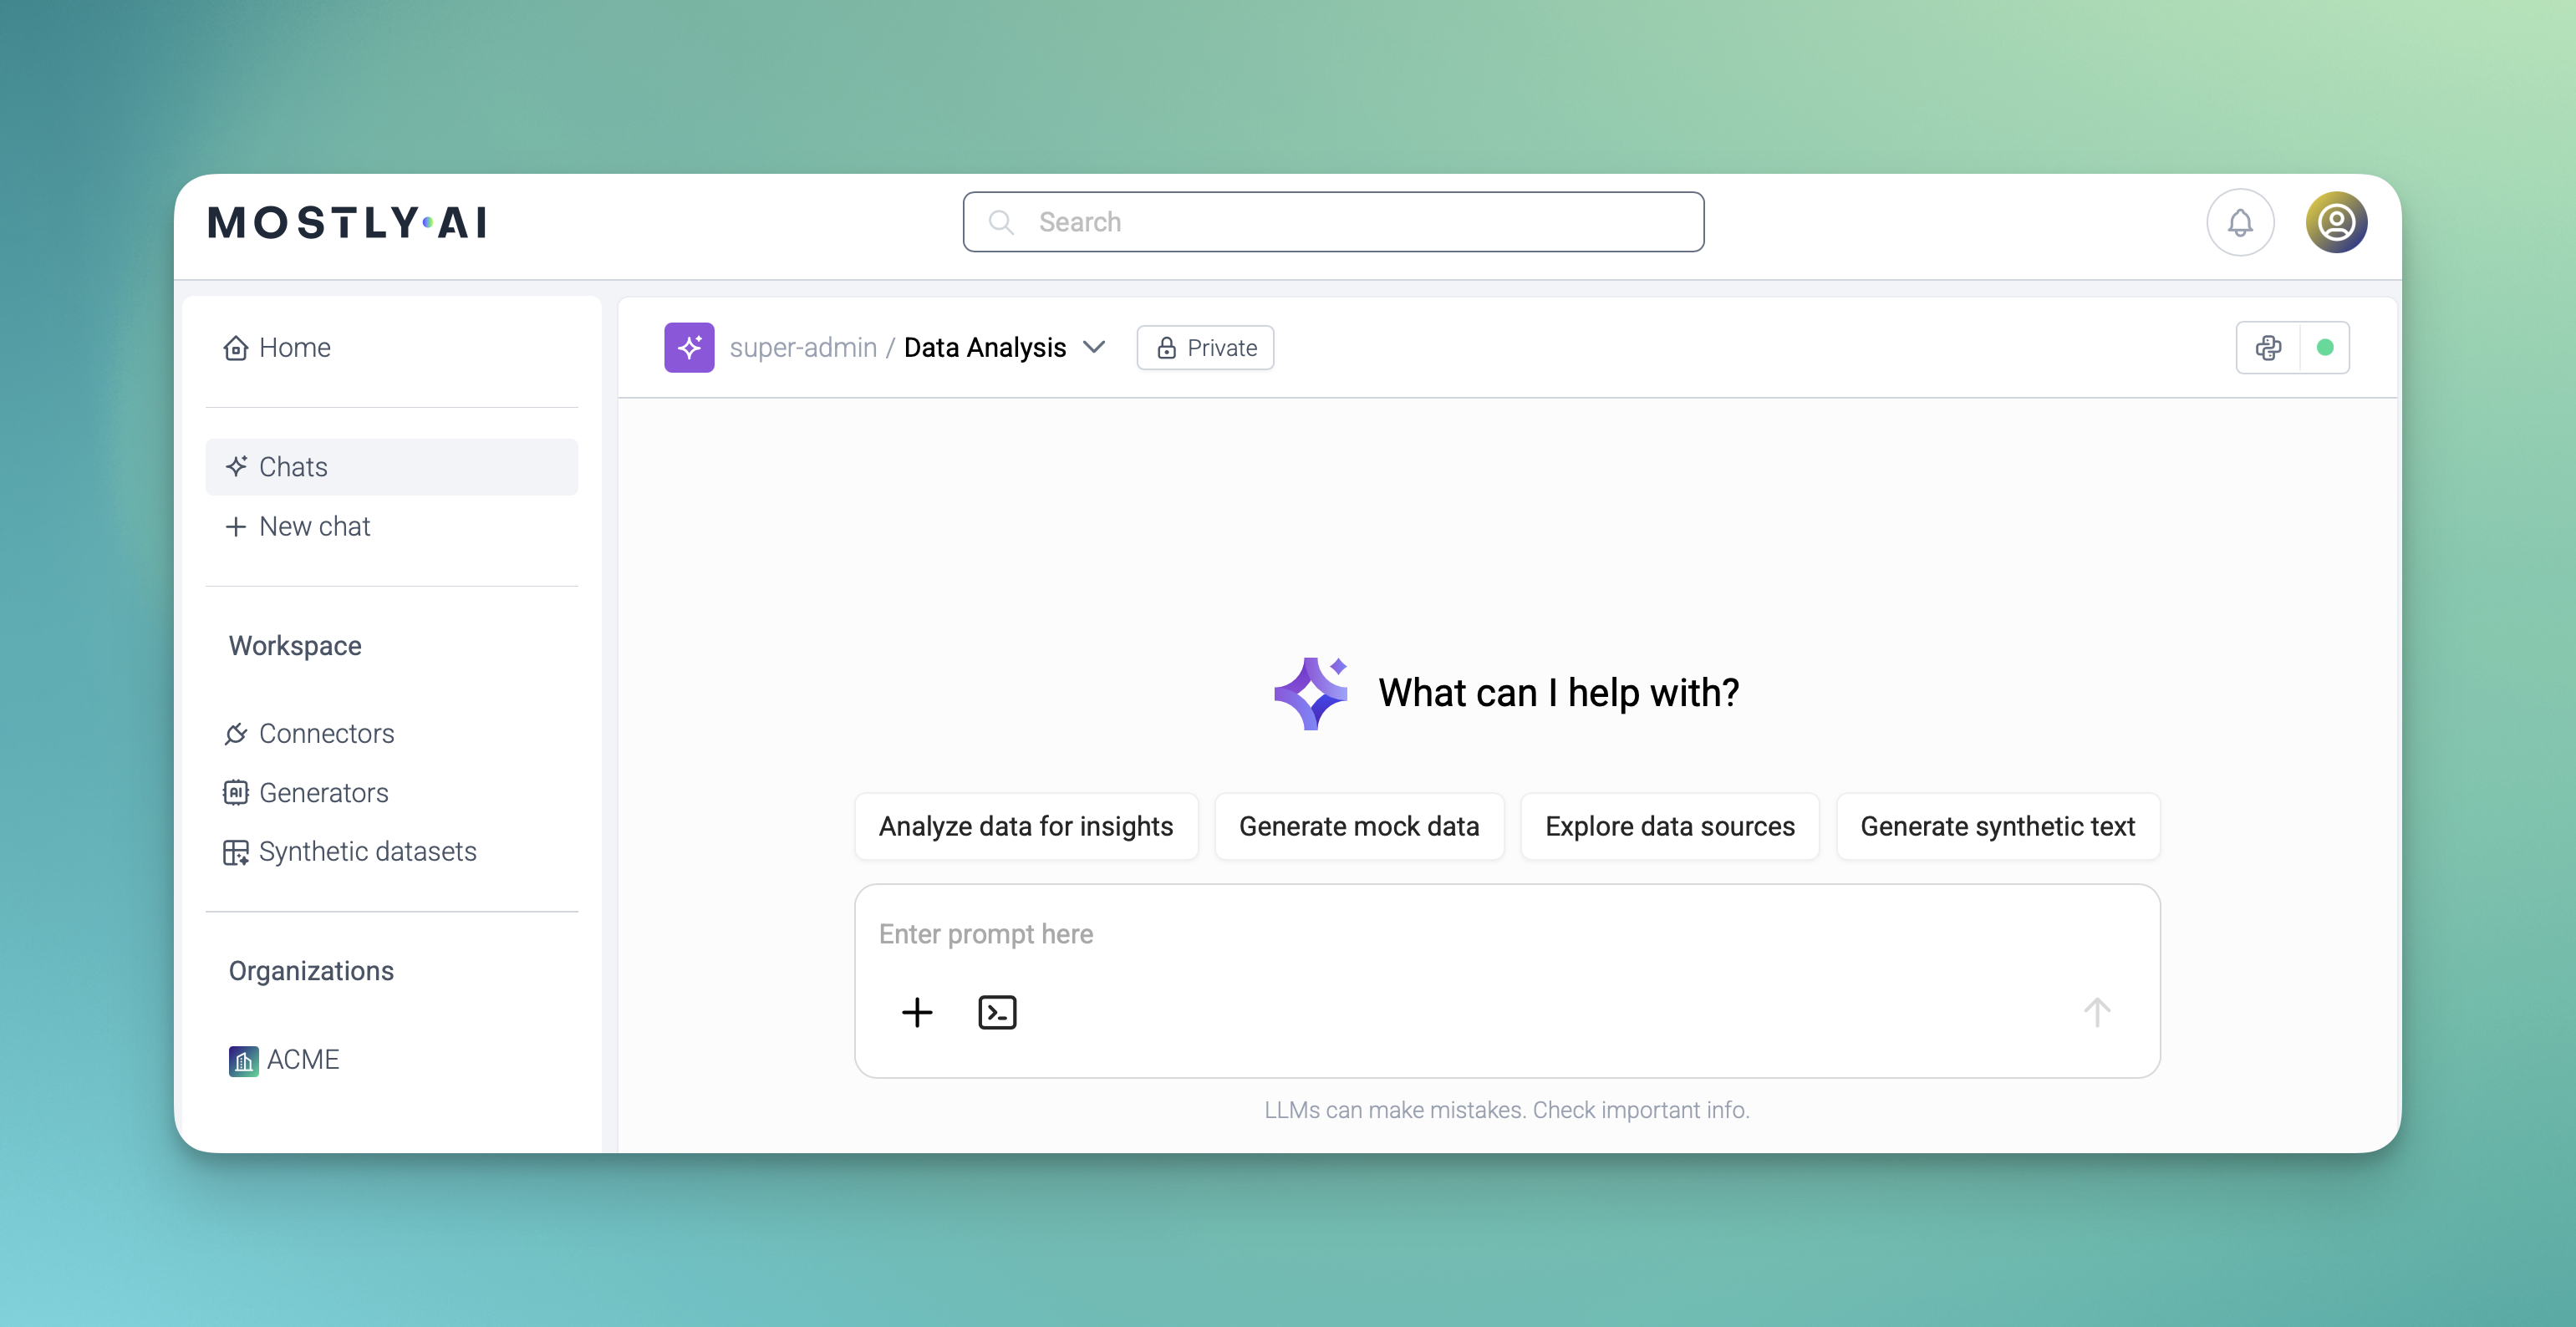 MOSTLY AI
Search
Home
super-admin / Data Analysis
Private
Chats
New chat
Workspace
Connectors
Generators
Synthetic datasets
Organizations
ACME
What can I help with?
Analyze data for insights
Generate mock data
Explore data sources
Generate synthetic text
Enter prompt here
LLMs can make mistakes. Check important info.